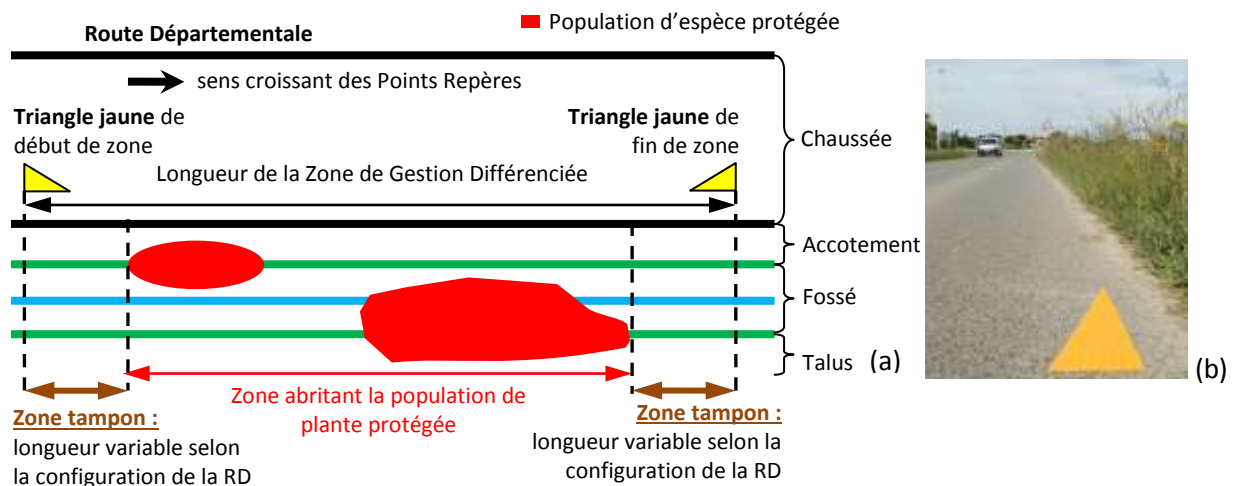 Population d'espèce protégée
Route Départementale
sens croissant des Points Repères
Triangle jaune de
début de zone
Triangle jaune de
fin de zone
Longueur de la Zone de Gestion Différenciée
Chaussée
Accotement
Fossé
Talus
(a)
(b)
Zone abritant la population de
plante protégée
Zone tampon :
longueur variable selon
la configuration de la RD
Zone tampon :
longueur variable selon la
configuration de la RD